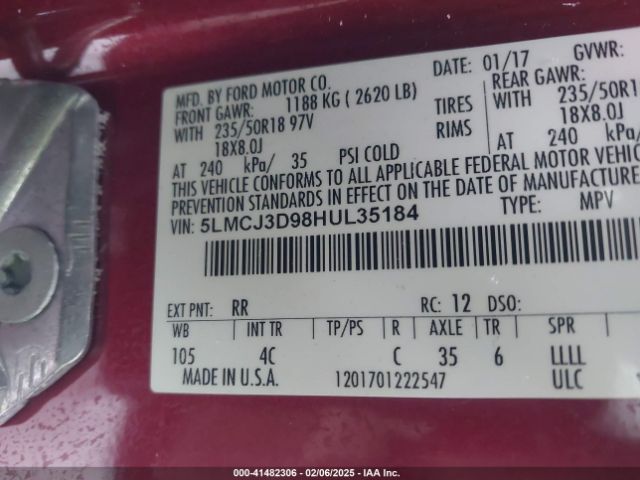 DATE: 01/17 GVWR:
MFD. BY FORD MOTOR CO.
FRONT GAWR: 1188 KG ( 2620 LB) REAR GAWR:
WITH 235/50R18 97V TIRES WITH 235/50R18
18X8.0J RIMS 18X8.0J
AT 240 kPa/ 35 PSI COLD AT 240 kPa/
THIS VEHICLE CONFORMS TO ALL APPLICABLE FEDERAL MOTOR VEHIC
PREVENTION STANDARDS IN EFFECT ON THE DATE OF MANUFACTURE
VIN: 5LMCJ3D98HUL35184 TYPE: MPV
EXT PNT: RR RC: 12 DSO:
WB INT TR TP/PS R AXLE TR SPR
105 4C C 35 6 LLLL
MADE IN U.S.A. 1201701222547 ULC
000-41482306 - 02/06/2025 - IAA Inc.